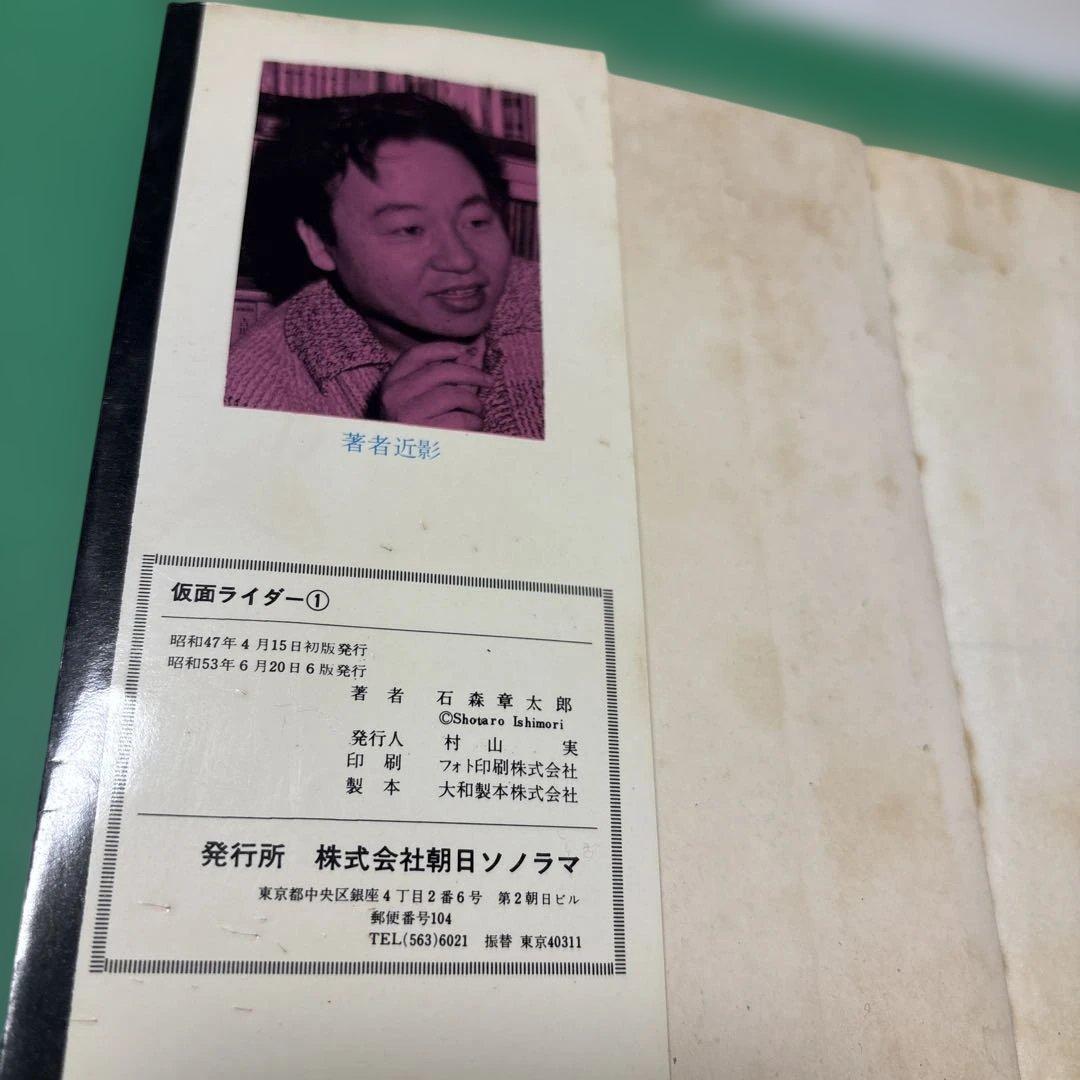 著者近影
仮面ライダー①
昭和47年4月15日初版発行
昭和53年6月20日6版発行
著者 石森章太郎
©Shotaro Ishimori
発行人 村山 実
印刷 フォト印刷株式会社
製本 大和製本株式会社
発行所 株式会社朝日ソノラマ
東京都中央区銀座4丁目2番6号 第2朝日ビル
郵便番号104
TEL(563)6021 振替 東京40311